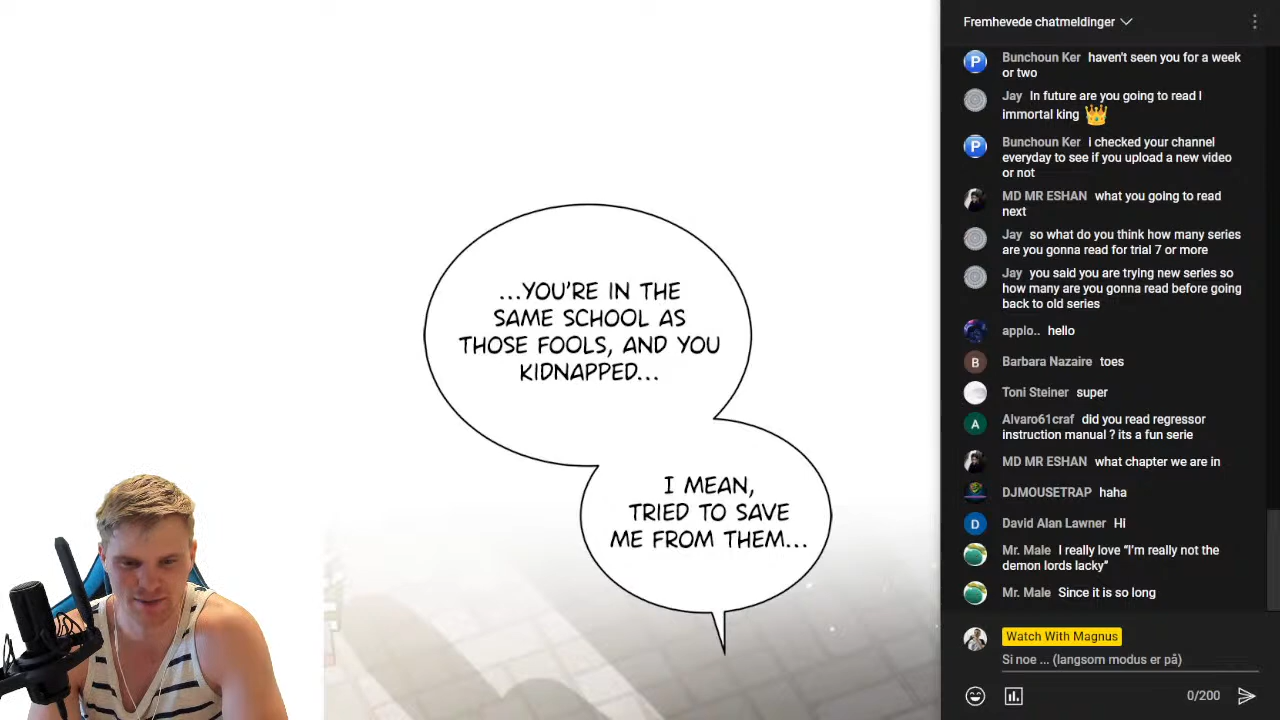 ...YOU'RE IN THE
SAME SCHOOL AS
THOSE FOOLS, AND YOU
KIDNAPPED...
I MEAN,
TRIED TO SAVE
ME FROM THEM...
Fremhevede chatmeldinger
P Bunchoun Ker haven't seen you for a week
or two
Jay In future are you going to read I
immortal king
P Bunchoun Ker I checked your channel
everyday to see if you upload a new video
or not
MD MR ESHAN what you going to read
next
Jay so what do you think how many series
are you gonna read for trial 7 or more
Jay you said you are trying new series so
how many are you gonna read before going
back to old series
applo.. hello
B Barbara Nazaire toes
Toni Steiner super
A Alvaro61craf did you read regressor
instruction manual ? its a fun serie
MD MR ESHAN what chapter we are in
DJMOUSETRAP haha
D David Alan Lawner Hi
Mr. Male I really love “I'm really not the
demon lords lacky”
Mr. Male Since it is so long
Watch With Magnus
Si noe ... (langsom modus er på)
0/200